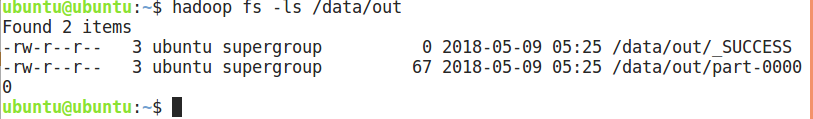 ubuntu@ubuntu:~$ hadoop fs -ls /data/out
Found 2 items
-rw-r--r--   3 ubuntu supergroup          0 2018-05-09 05:25 /data/out/_SUCCESS
-rw-r--r--   3 ubuntu supergroup         67 2018-05-09 05:25 /data/out/part-0000
0
ubuntu@ubuntu:~$